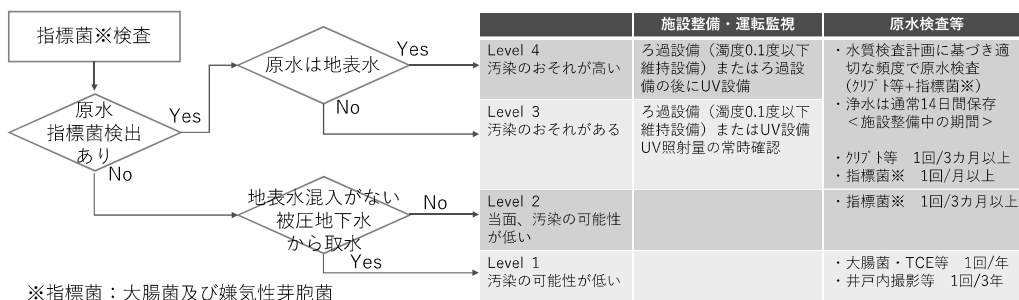 指標菌※検査
原水
指標菌検出
あり
Yes
No
原水は地表水
Yes
No
地表水混入がない
被圧地下水
から取水
No
Yes
※指標菌：大腸菌及び嫌気性芽胞菌
施設整備・運転監視
原水検査等
Level 4
汚染のおそれが高い
ろ過設備（濁度0.1度以下
維持設備）またはろ過設
備の後にUV設備
・水質検査計画に基づき適
切な頻度で原水検査
（ｸﾘﾌﾟﾄ等+指標菌※）
・浄水は通常14日間保存
＜施設整備中の期間＞
Level 3
汚染のおそれがある
ろ過設備（濁度0.1度以下
維持設備）またはUV設備
UV照射量の常時確認
・ｸﾘﾌﾟﾄ等　1回/3カ月以上
・指標菌※　1回/月以上
Level 2
当面、汚染の可能性
が低い
・指標菌※　1回/3カ月以上
Level 1
汚染の可能性が低い
・大腸菌・TCE等　1回/年
・井戸内撮影等　1回/3年